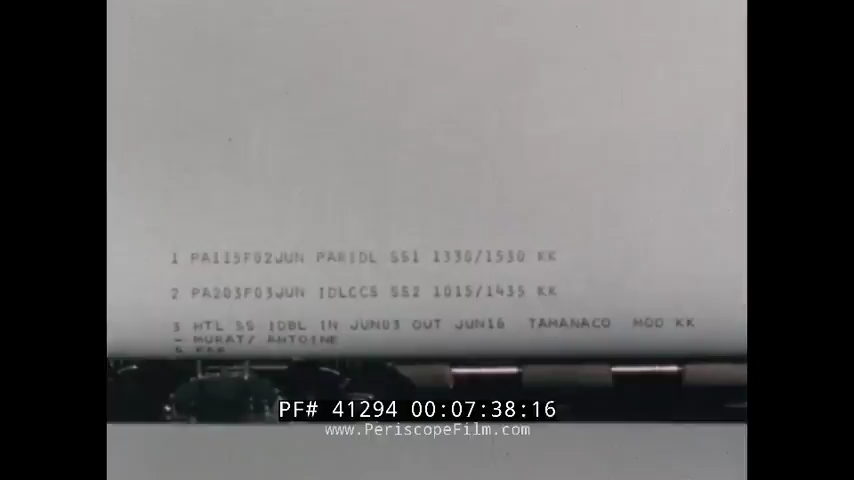 1 PA115F02JUN PARIDL SS1 1330/1530 KK
2 PA203F03JUN IDLCCS SS2 1015/1435 KK
3 HTL SS 1DBL IN JUN03 OUT JUN16 TAMANACO MOD KK
- MURAT/ ANTOINE
PF# 41294 00:07:38:16
www.PeriscopeFilm.com